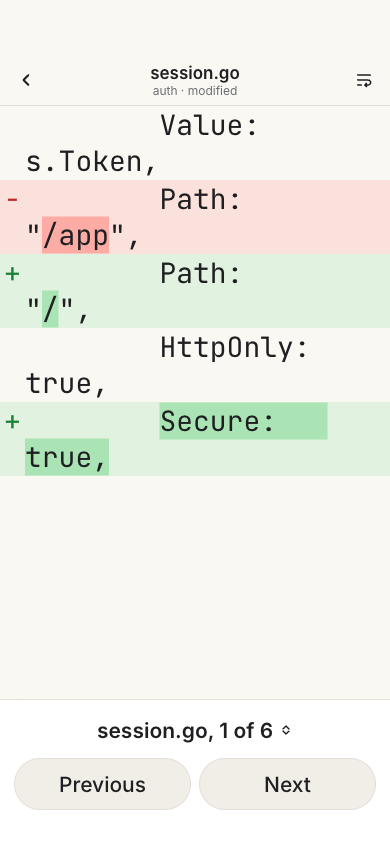 session.go
auth · modified
Value:
s.Token,
- Path:
"/app",
+ Path:
"/",
HttpOnly:
true,
+ Secure:
true,
session.go, 1 of 6
Previous
Next